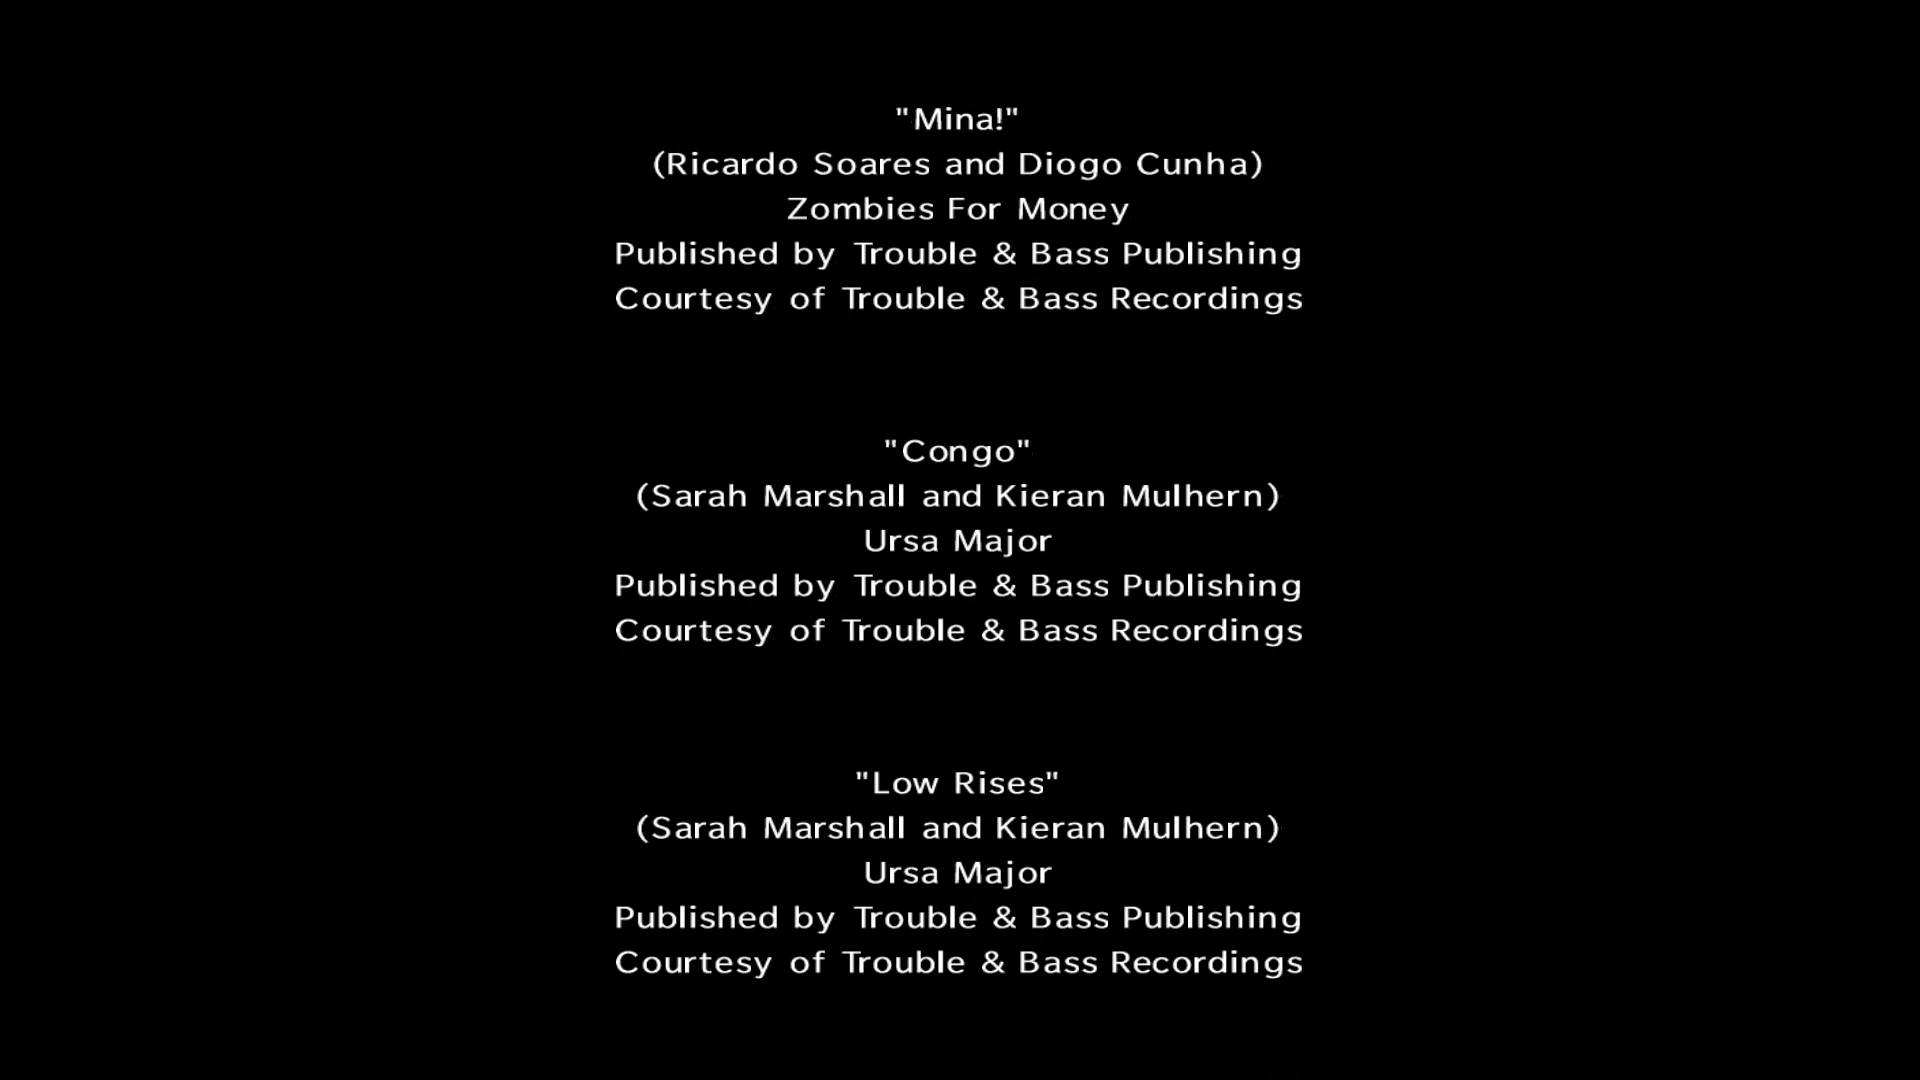 "Mina!"
(Ricardo Soares and Diogo Cunha)
Zombies For Money
Published by Trouble & Bass Publishing
Courtesy of Trouble & Bass Recordings
"Congo"
(Sarah Marshall and Kieran Mulhern)
Ursa Major
Published by Trouble & Bass Publishing
Courtesy of Trouble & Bass Recordings
"Low Rises"
(Sarah Marshall and Kieran Mulhern)
Ursa Major
Published by Trouble & Bass Publishing
Courtesy of Trouble & Bass Recordings